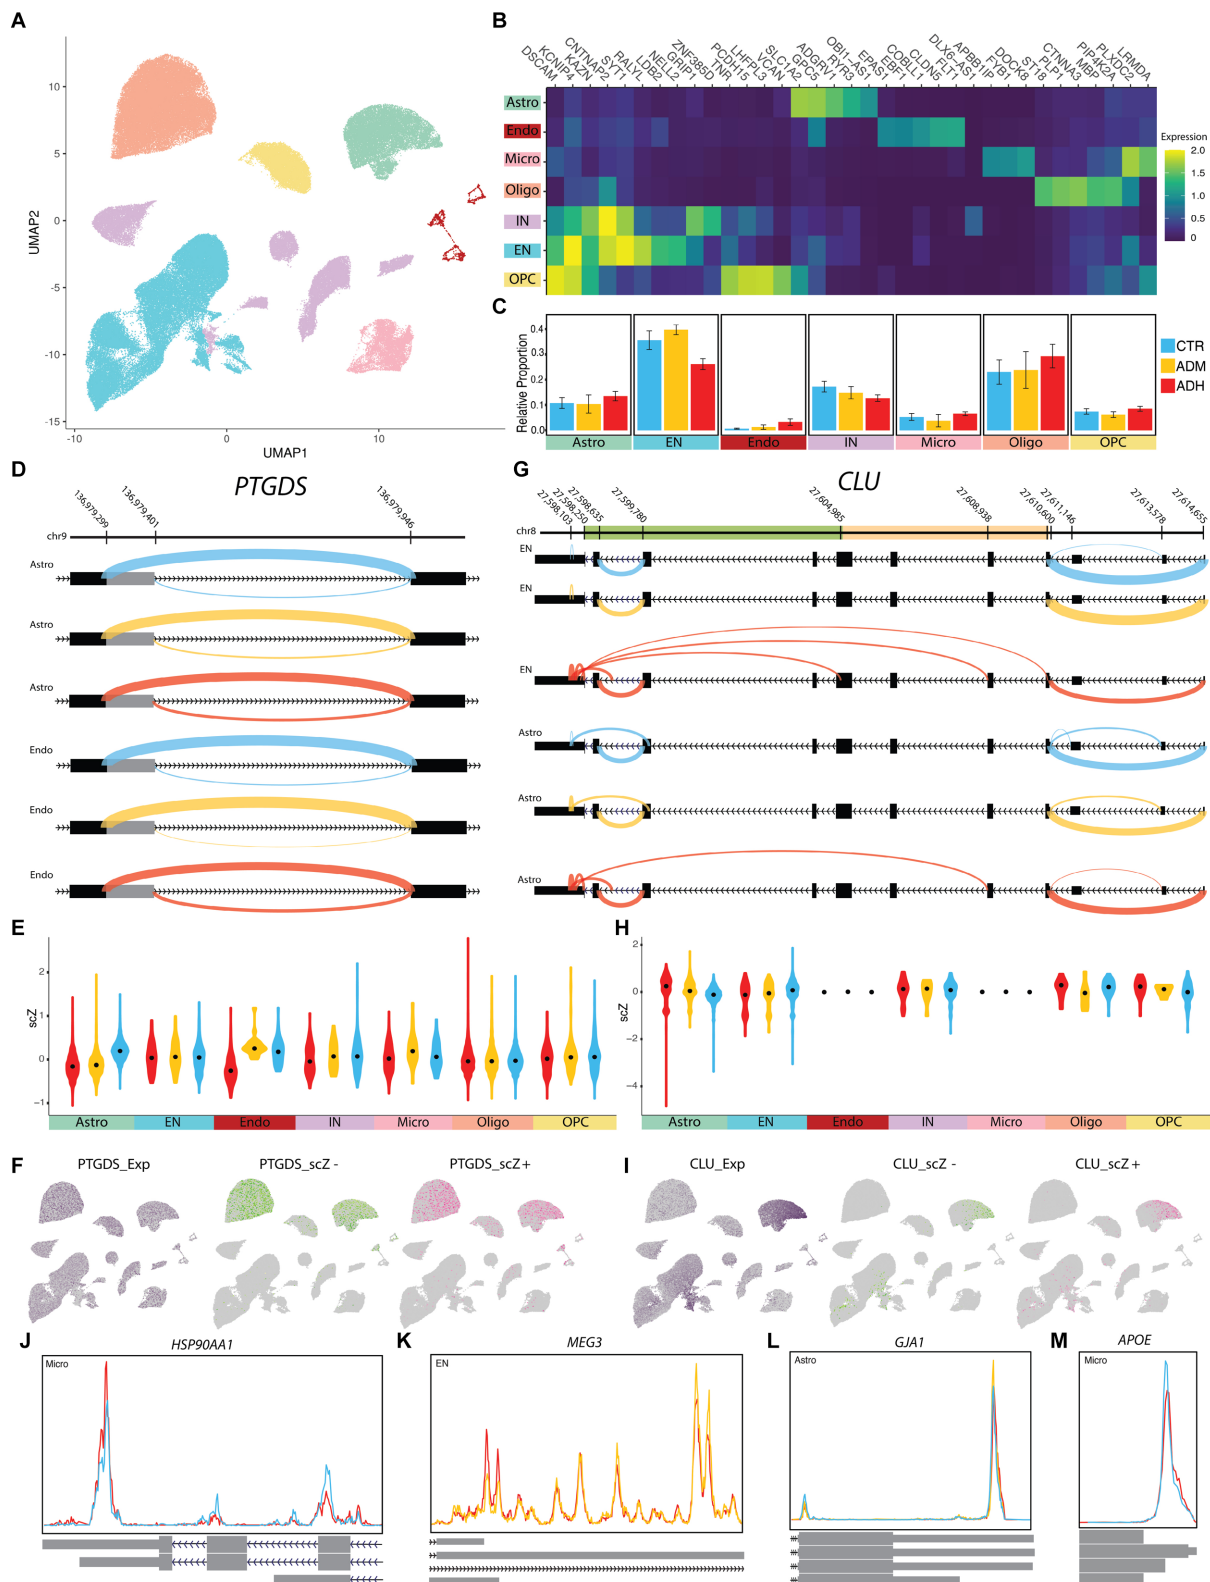 A
10
5
0
-5
-10
-15
-10
0
10
UMAP2
UMAP1
B
DSCAM
KCNIP4
KAZN
CNTNAP2
SYT1
RALYL
LDB2
NELL2
GRIP1
ZNF385D
TNR
PCDH15
LHFPL3
VCAN
SLC1A2
GPC5
ADGRV1
RYR3
OBI1-AS1
EPAS1
EBF1
COBLL1
CLDN5
FLT1
DLX6-AS1
APBB1IP
FYB1
DOCK8
ST18
PLP1
CTNNA3
MBP
PIP4K2A
PLXDC2
LRMDA
Astro
Endo
Micro
Oligo
IN
EN
OPC
Expression
2.0
1.5
1.0
0.5
0
C
Relative Proportion
0.4
0.3
0.2
0.1
0.0
Astro
EN
Endo
IN
Micro
Oligo
OPC
CTR
ADM
ADH
D
PTGDS
136,979,299
136,979,401
136,979,946
chr9
Astro
Astro
Astro
Endo
Endo
Endo
G
CLU
27,598,103
27,598,250
27,598,635
27,599,780
27,604,985
27,608,938
27,610,600
27,611,146
27,613,578
27,614,655
chr8
EN
EN
EN
Astro
Astro
Astro
E
scZ
2
1
0
−1
Astro
EN
Endo
IN
Micro
Oligo
OPC
H
scZ
2
0
−2
−4
Astro
EN
Endo
IN
Micro
Oligo
OPC
F
PTGDS_Exp
PTGDS_scZ -
PTGDS_scZ +
I
CLU_Exp
CLU_scZ -
CLU_scZ +
J
HSP90AA1
Micro
K
MEG3
EN
L
GJA1
Astro
M
APOE
Micro